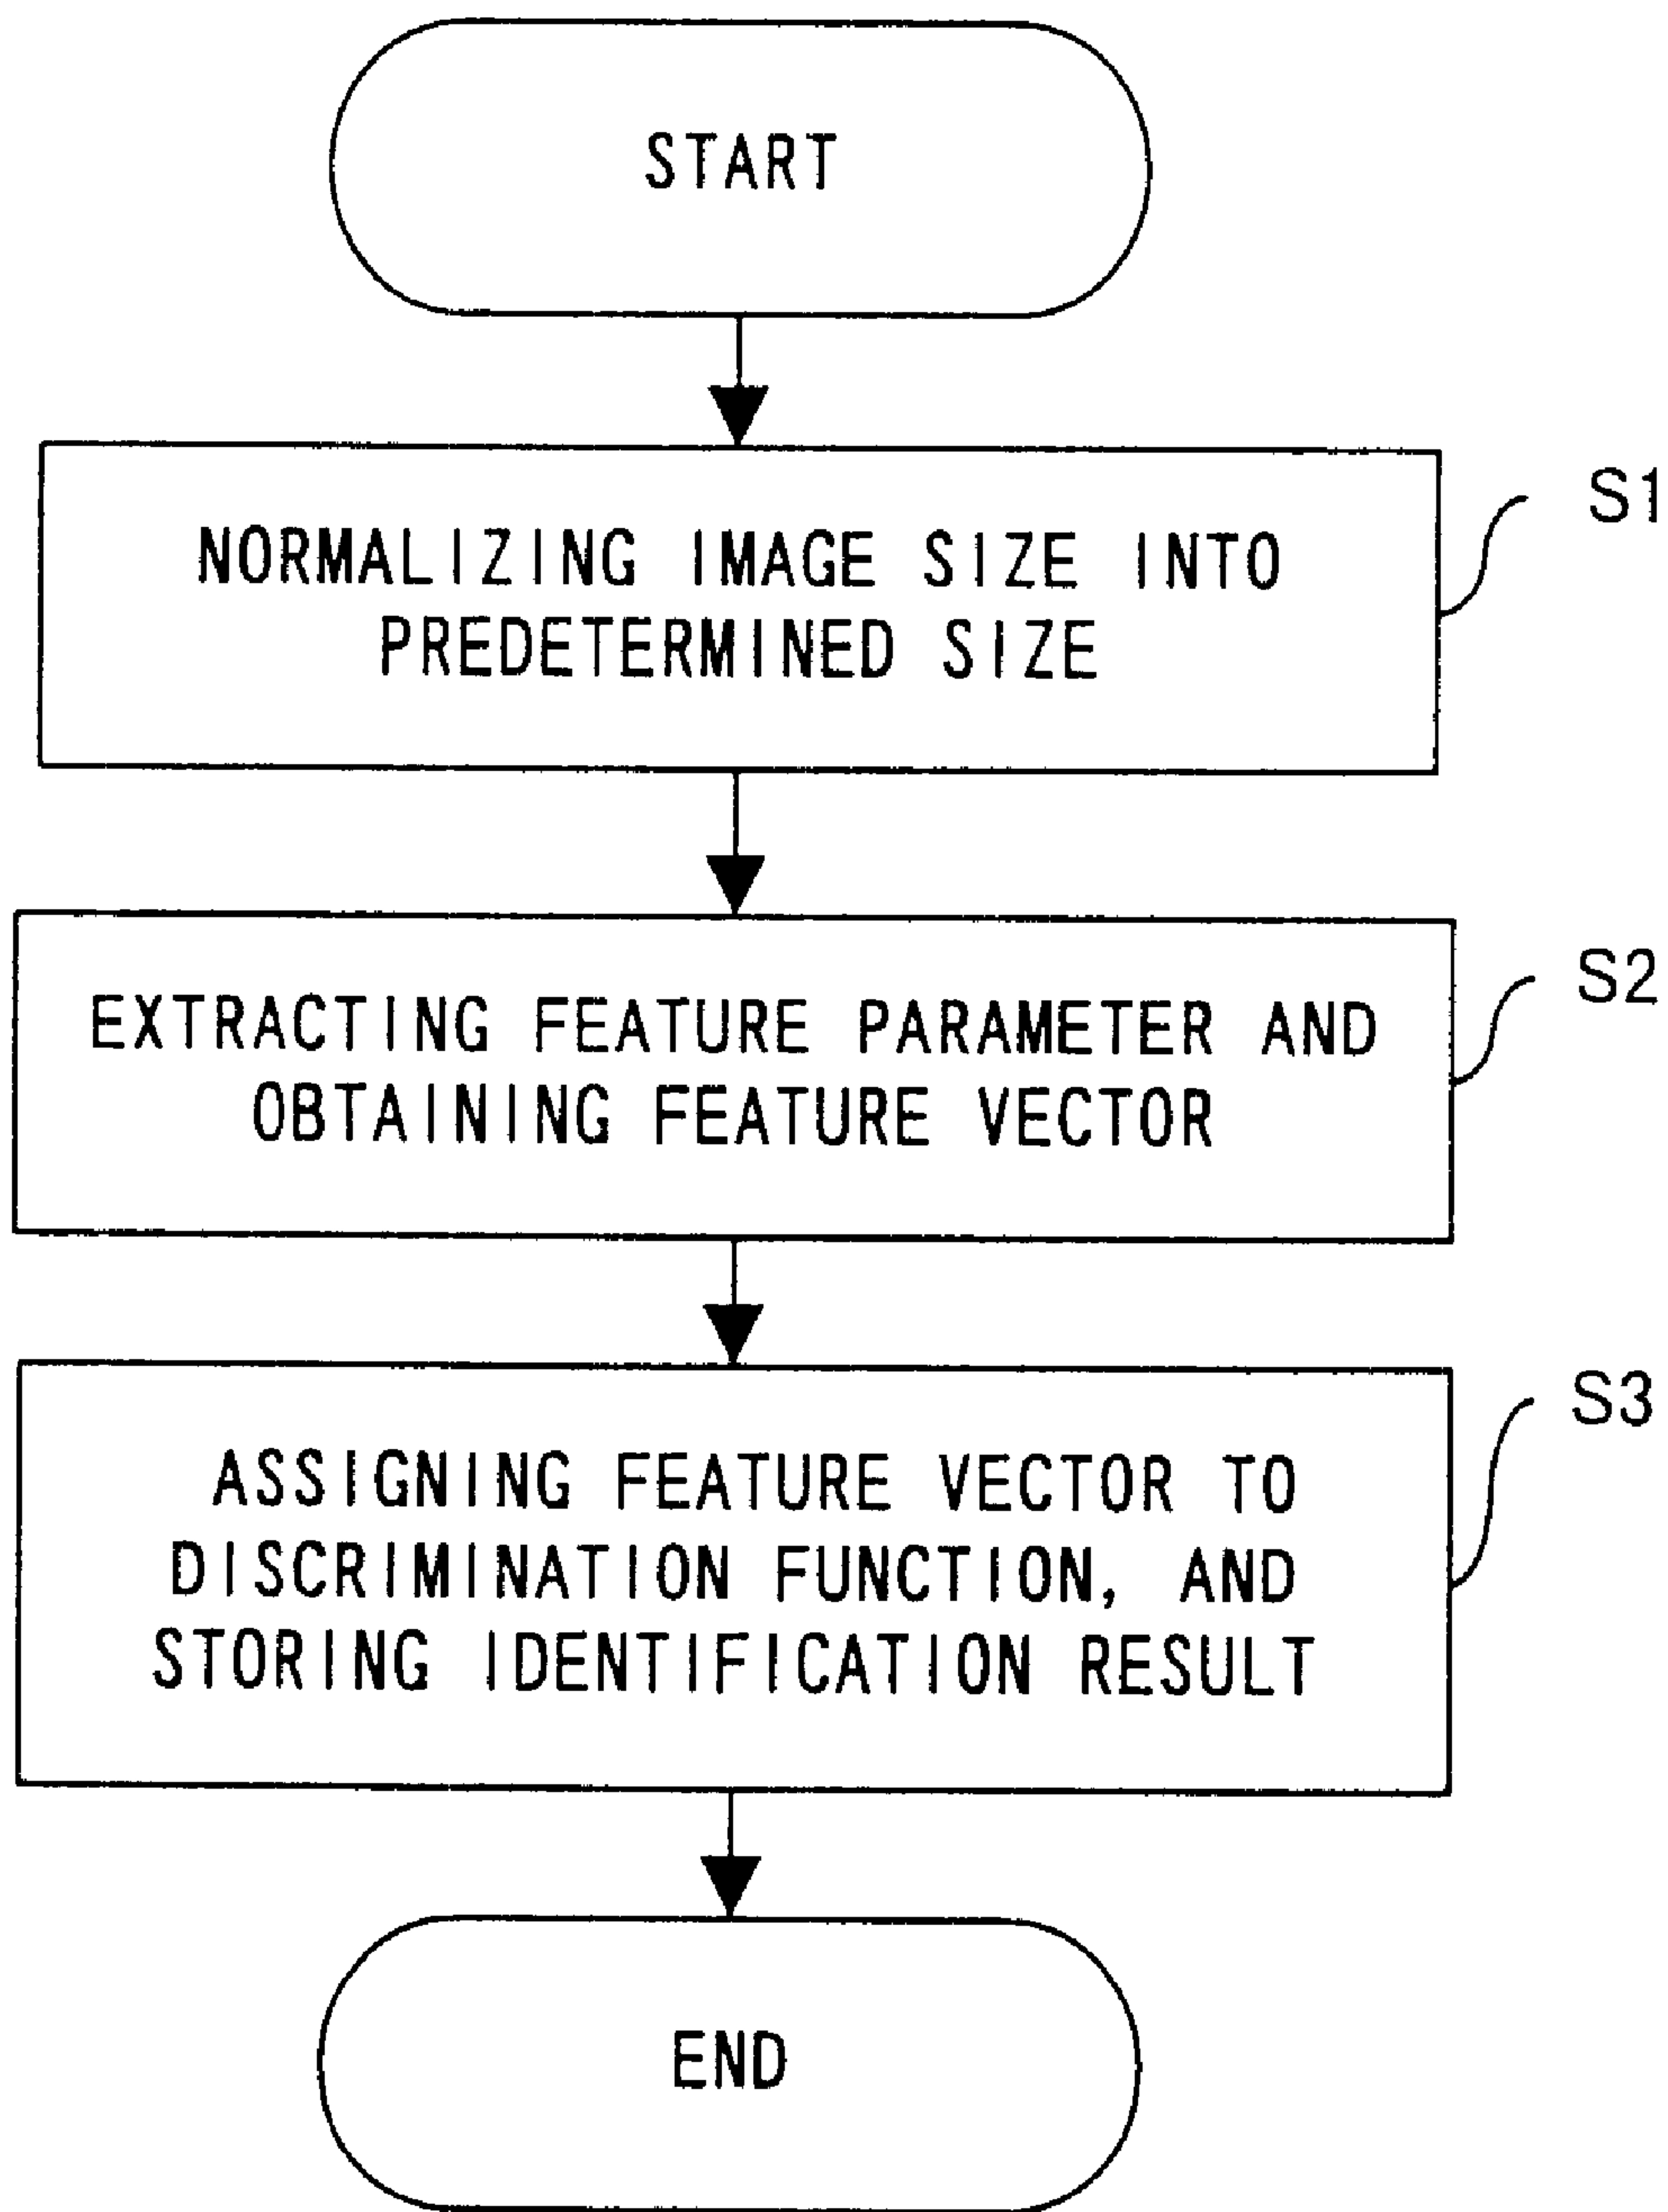 START
NORMALIZING IMAGE SIZE INTO
PREDETERMINED SIZE
S1
EXTRACTING FEATURE PARAMETER AND
OBTAINING FEATURE VECTOR
S2
ASSIGNING FEATURE VECTOR TO
DISCRIMINATION FUNCTION, AND
STORING IDENTIFICATION RESULT
S3
END